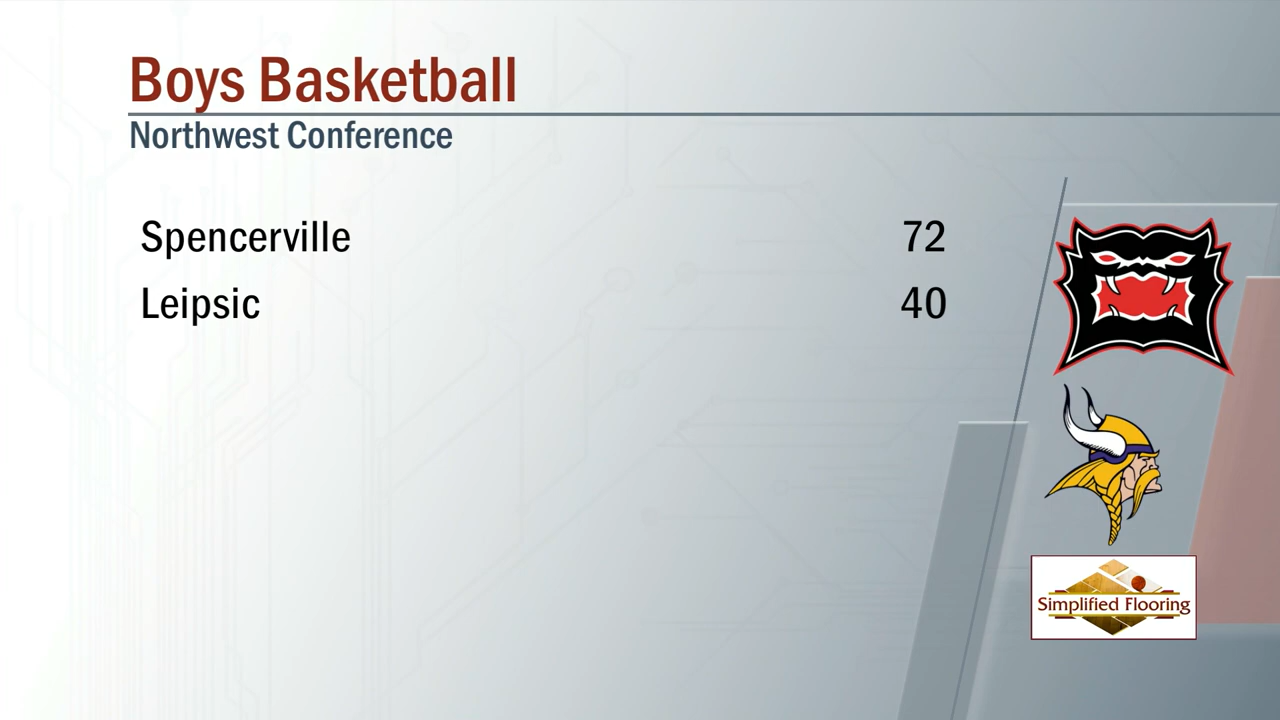 Boys Basketball
Northwest Conference
Spencerville 72
Leipsic 40
Simplified Flooring